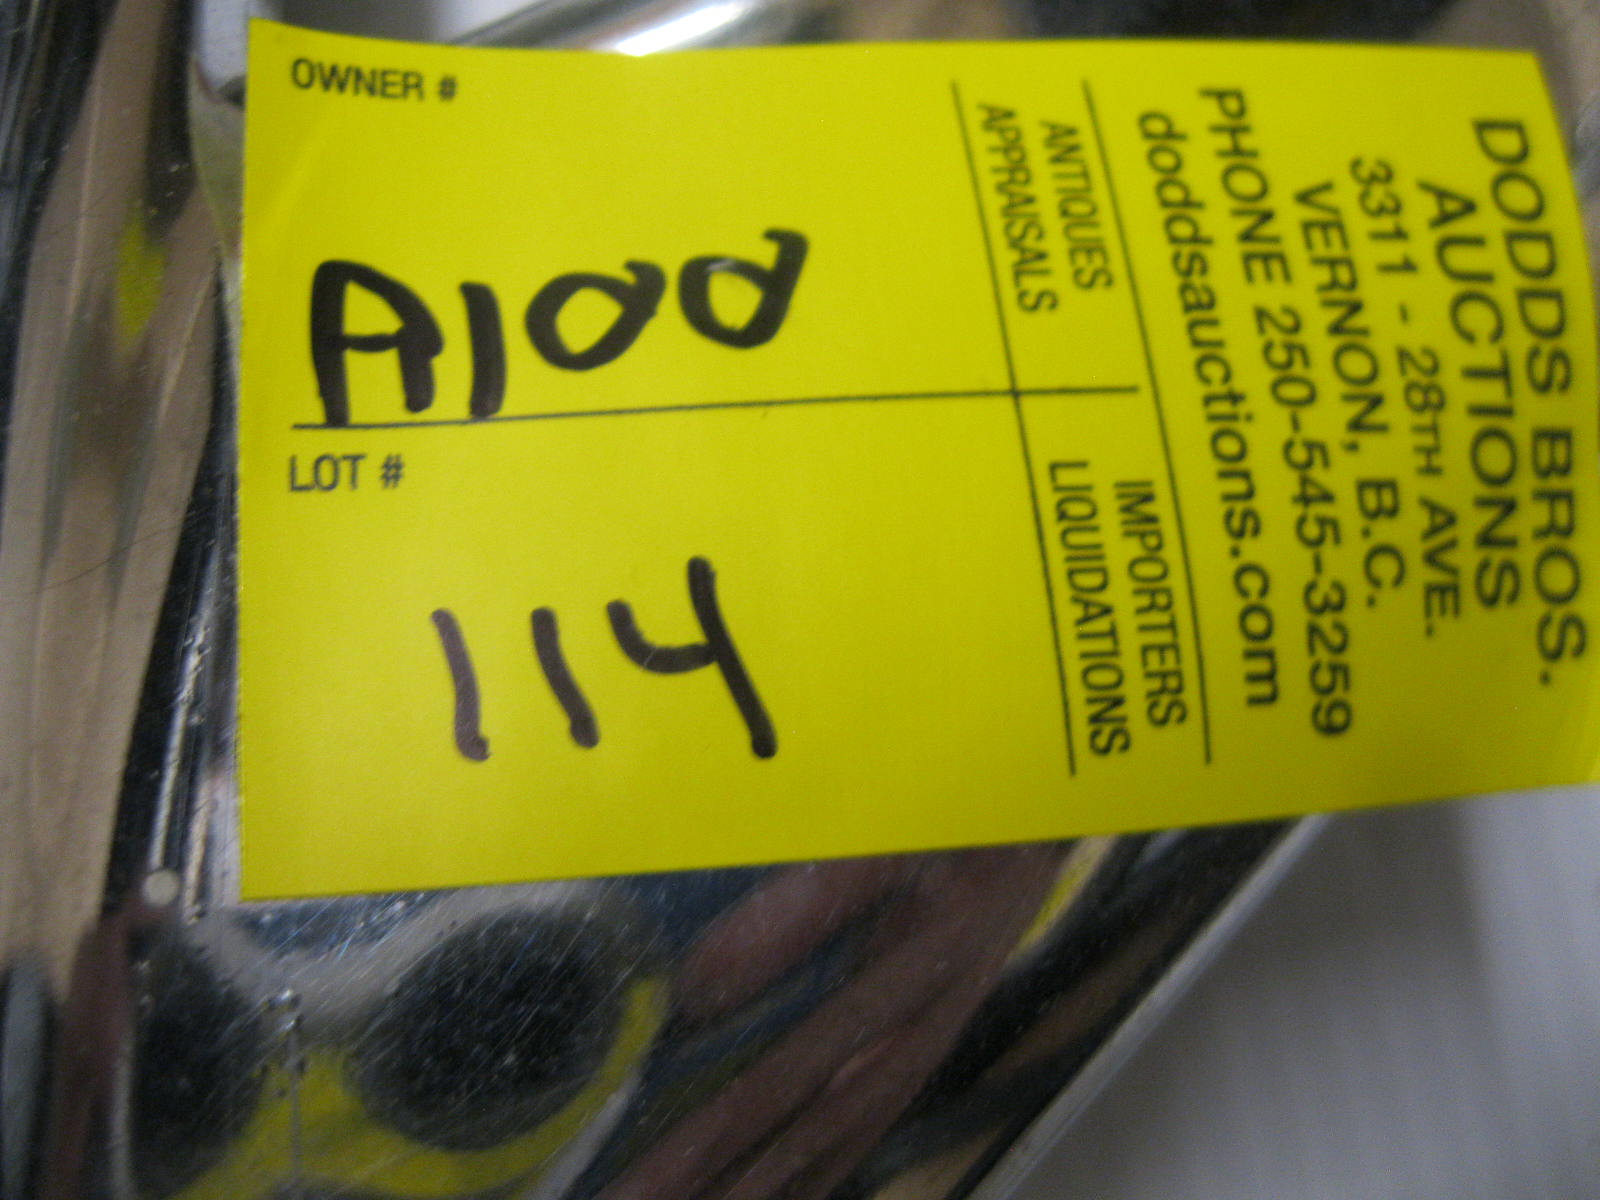 DODDS BROS.
AUCTIONS
3311 - 28TH AVE.
VERNON, B.C.
PHONE 250-545-3259
doddsauctions.com
ANTIQUES
APPRAISALS
IMPORTERS
LIQUIDATIONS
OWNER #
A100
LOT #
114